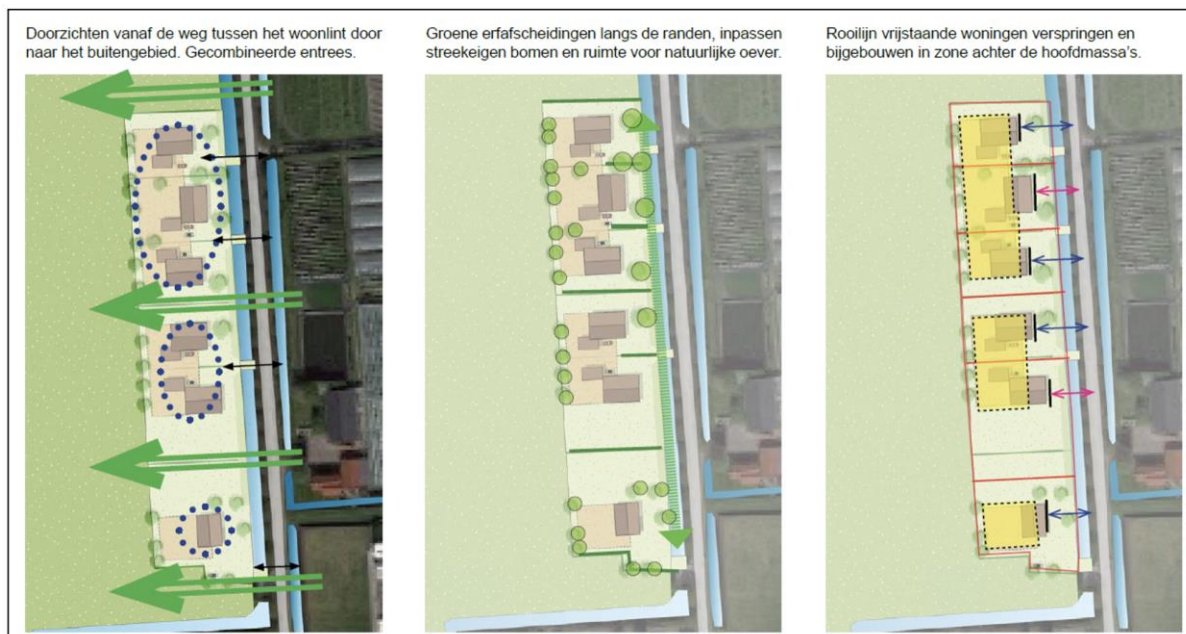 Doorzichten vanaf de weg tussen het woonlint door
naar het buitengebied. Gecombineerde entrees.
Groene erfafscheidingen langs de randen, inpassen
streekeigen bomen en ruimte voor natuurlijke oever.
Rooilijn vrijstaande woningen verspringen en
bijgebouwen in zone achter de hoofdmassa's.